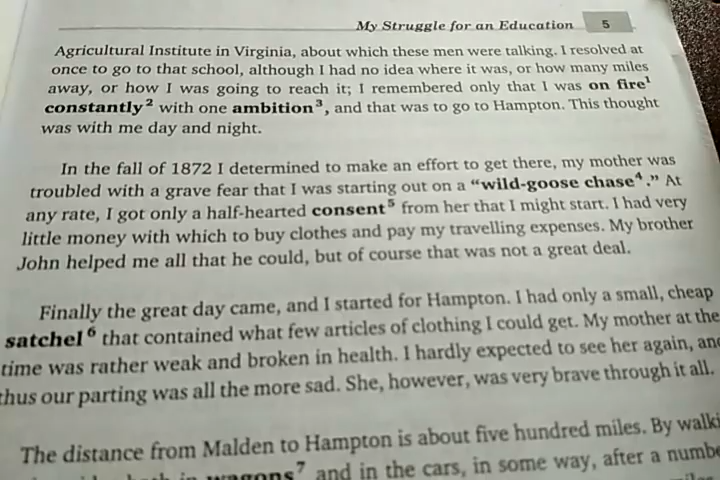 My Struggle for an Education 5
Agricultural Institute in Virginia, about which these men were talking. I resolved at
once to go to that school, although I had no idea where it was, or how many miles
away, or how I was going to reach it; I remembered only that I was on fire¹
constantly² with one ambition³, and that was to go to Hampton. This thought
was with me day and night.
In the fall of 1872 I determined to make an effort to get there, my mother was
troubled with a grave fear that I was starting out on a “wild-goose chase⁴.” At
any rate, I got only a half-hearted consent⁵ from her that I might start. I had very
little money with which to buy clothes and pay my travelling expenses. My brother
John helped me all that he could, but of course that was not a great deal.
Finally the great day came, and I started for Hampton. I had only a small, cheap
satchel⁶ that contained what few articles of clothing I could get. My mother at the
time was rather weak and broken in health. I hardly expected to see her again, and
thus our parting was all the more sad. She, however, was very brave through it all.
The distance from Malden to Hampton is about five hundred miles. By walki
both in wagons⁷ and in the cars, in some way, after a numbe